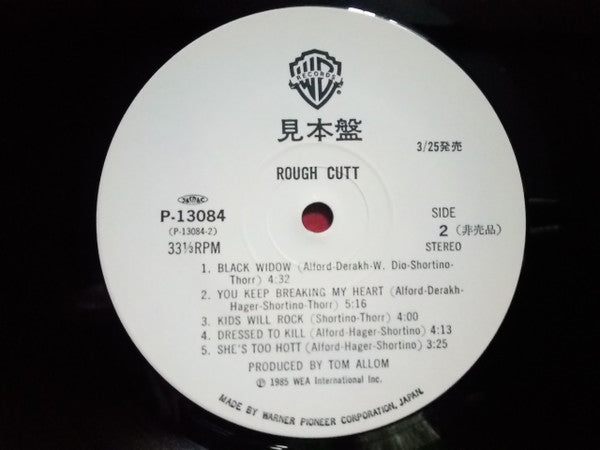 WB
RECORDS
見本盤
3/25発売
ROUGH CUTT
P-13084
(P-13084-2)
33⅓RPM
SIDE
2 (非売品)
STEREO
1. BLACK WIDOW (Alford-Derakh-W. Dio-Shortino-
Thorr) 4:32
2. YOU KEEP BREAKING MY HEART (Alford-Derakh-
Hager-Shortino-Thorr) 5:16
3. KIDS WILL ROCK (Shortino-Thorr) 4:00
4. DRESSED TO KILL (Alford-Hager-Shortino) 4:13
5. SHE'S TOO HOTT (Alford-Hager-Shortino) 3:25
PRODUCED BY TOM ALLOM
℗ 1985 WEA International Inc.
MADE BY WARNER PIONEER CORPORATION, JAPAN.